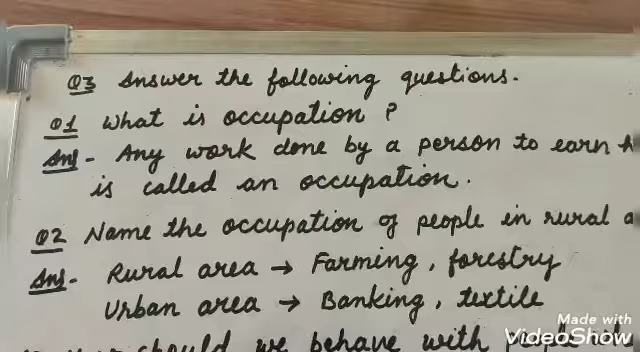 Q3 Answer the following questions.
Q1 What is occupation ?
Ans - Any work done by a person to earn
is called an occupation.
Q2 Name the occupation of people in rural a
Ans - Rural area → Farming, forestry
Urban area → Banking, textile
should we behave with
Made with
VideoShow